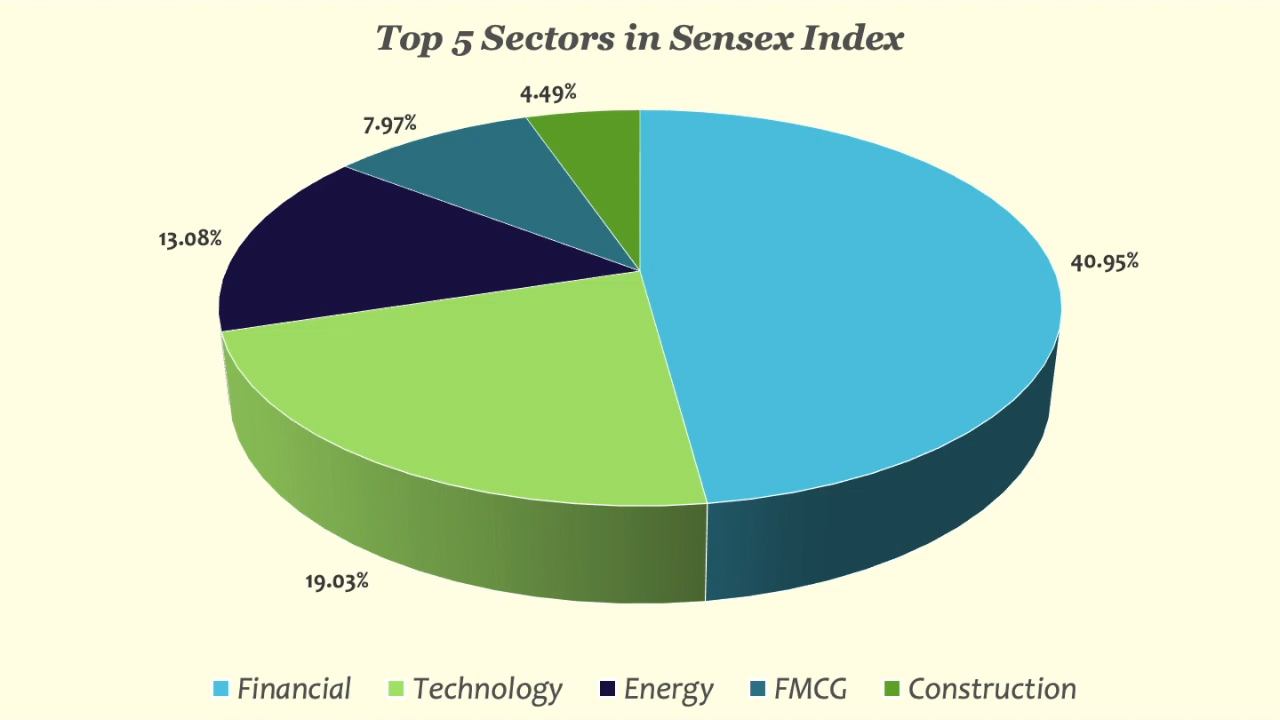 Top 5 Sectors in Sensex Index
4.49%
7.97%
13.08%
40.95%
19.03%
Financial Technology Energy FMCG Construction